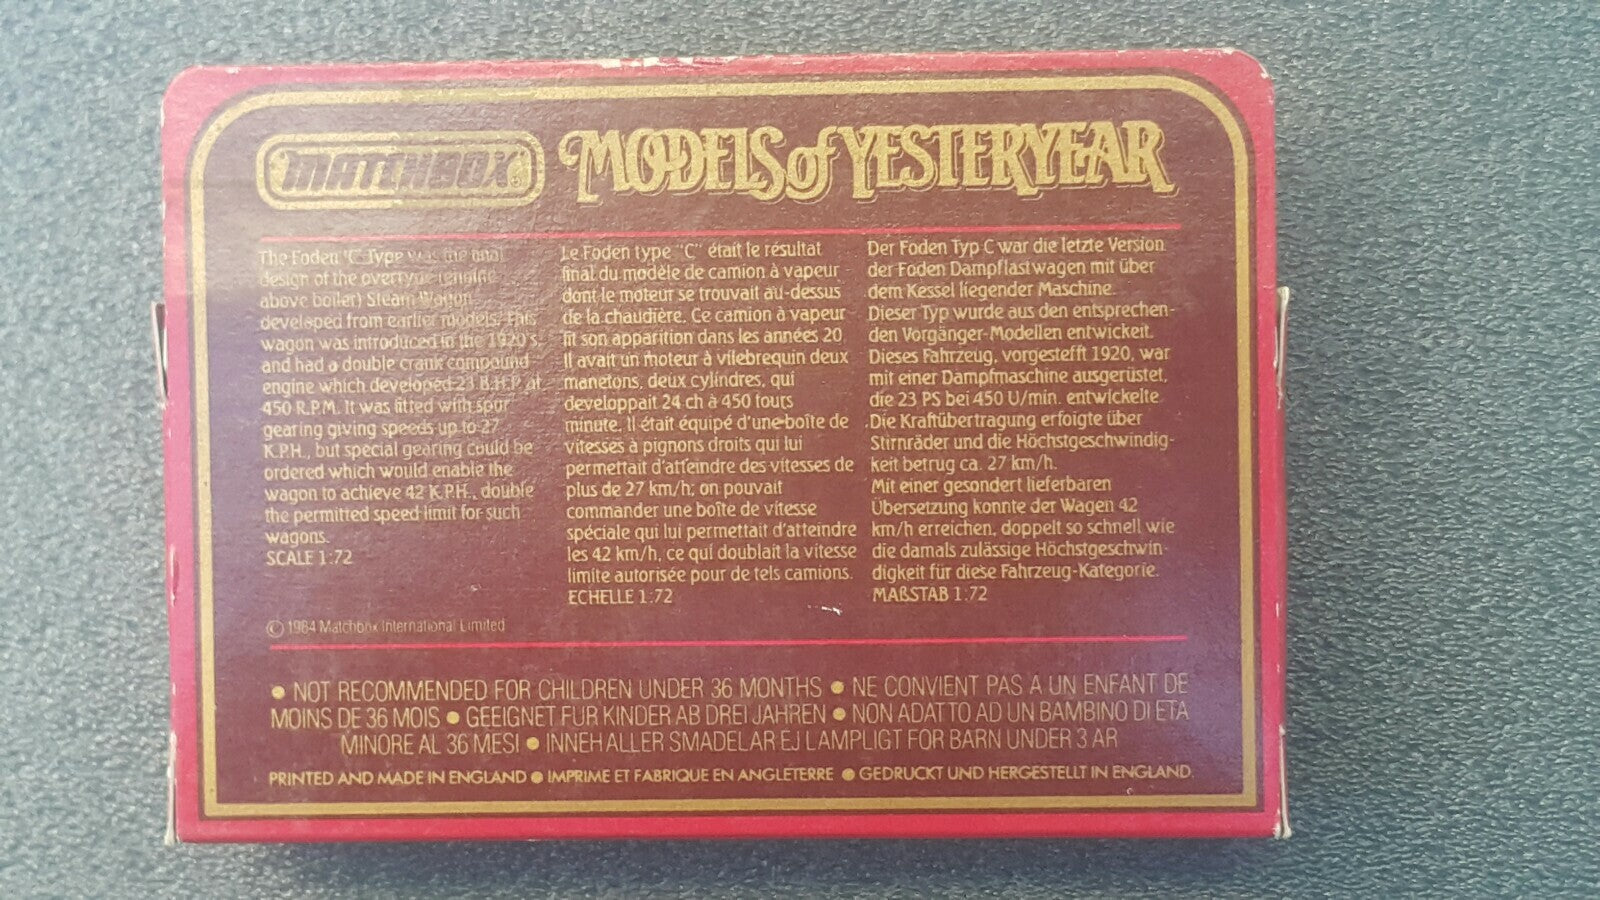 MATCHBOX MODELS of YESTERYEAR
The Foden "C" Type was the final
design of the overtype (engine
above boiler) Steam Wagon
developed from earlier models. This
wagon was introduced in the 1920's
and had a double crank compound
engine which developed 23 B.H.P. at
450 R.P.M. It was fitted with spur
gearing giving speeds up to 27
K.P.H., but special gearing could be
ordered which would enable the
wagon to achieve 42 K.P.H., double
the permitted speed limit for such
wagons.
SCALE 1:72
© 1984 Matchbox International Limited
Le Foden type "C" était le résultat
final du modèle de camion à vapeur
dont le moteur se trouvait au-dessus
de la chaudière. Ce camion à vapeur
fit son apparition dans les années 20
Il avait un moteur à vilebrequin deux
manetons, deux cylindres, qui
developpait 24 ch à 450 tours
minute. Il était équipé d'une boîte de
vitesses à pignons droits qui lui
permettait d'atteindre des vitesses de
plus de 27 km/h; on pouvait
commander une boîte de vitesse
spéciale qui lui permettait d'atteindre
les 42 km/h, ce qui doublait la vitesse
limite autorisée pour de tels camions.
ECHELLE 1:72
Der Foden Typ C war die letzte Version
der Foden Dampflastwagen mit über
dem Kessel liegender Maschine.
Dieser Typ wurde aus den entsprechen-
den Vorgänger-Modellen entwickeit.
Dieses Fahrzeug, vorgestefft 1920, war
mit einer Dampfmaschine ausgerüstet,
die 23 PS bei 450 U/min. entwickelte
Die Kraftübertragung erfolgte über
Stirnräder und die Höchstgeschwindig-
keit betrug ca. 27 km/h.
Mit einer gesondert lieferbaren
Übersetzung konnte der Wagen 42
km/h erreichen, doppelt so schnell wie
die damals zulässige Höchstgeschwin-
digkeit für diese Fahrzeug-Kategorie.
MAßSTAB 1:72
• NOT RECOMMENDED FOR CHILDREN UNDER 36 MONTHS • NE CONVIENT PAS A UN ENFANT DE
MOINS DE 36 MOIS • GEEIGNET FUR KINDER AB DREI JAHREN • NON ADATTO AD UN BAMBINO DI ETA
MINORE AL 36 MESI • INNEHALLER SMADELAR EJ LAMPLIGT FOR BARN UNDER 3 AR
PRINTED AND MADE IN ENGLAND • IMPRIME ET FABRIQUE EN ANGLETERRE • GEDRUCKT UND HERGESTELLT IN ENGLAND.